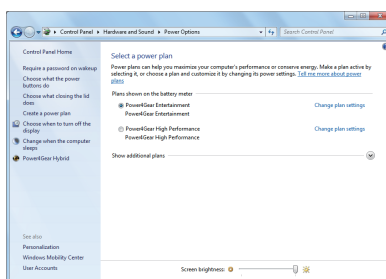 Control Panel ▸ Hardware and Sound ▸ Power Options
Search Control Panel
Control Panel Home
Require a password on wakeup
Choose what the power
buttons do
Choose what closing the lid
does
Create a power plan
Choose when to turn off the
display
Change when the computer
sleeps
Power4Gear Hybrid
See also
Personalization
Windows Mobility Center
User Accounts
Select a power plan
Power plans can help you maximize your computer's performance or conserve energy. Make a plan active by
selecting it, or choose a plan and customize it by changing its power settings. Tell me more about power
plans
Plans shown on the battery meter
Power4Gear Entertainment Change plan settings
Power4Gear Entertainment
Power4Gear High Performance Change plan settings
Power4Gear High Performance
Show additional plans
Screen brightness: